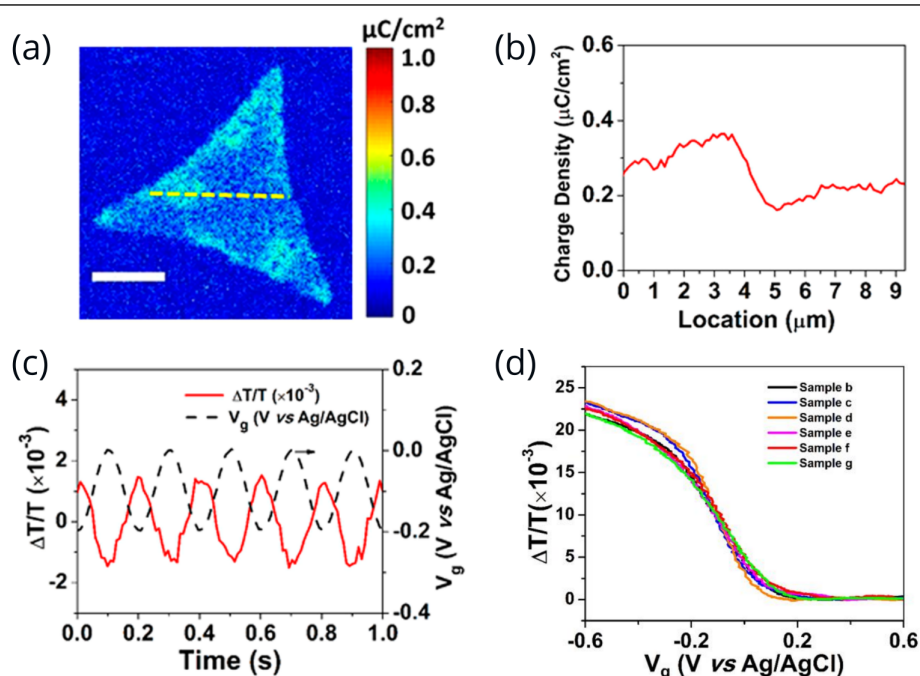 (a)
μC/cm²
1.0
0.8
0.6
0.4
0.2
0
(b)
Charge Density (μC/cm²)
0.6
0.4
0.2
0.0
0 1 2 3 4 5 6 7 8 9
Location (μm)
(c)
ΔT/T (×10⁻³)
4
2
0
-2
ΔT/T (×10⁻³)
V_g (V vs Ag/AgCl)
0.2
0.0
-0.2
-0.4
V_g (V vs Ag/AgCl)
0.0 0.2 0.4 0.6 0.8 1.0
Time (s)
(d)
ΔT/T(×10⁻³)
25
20
15
10
5
0
Sample b
Sample c
Sample d
Sample e
Sample f
Sample g
-0.6 -0.2 0.2 0.6
V_g (V vs Ag/AgCl)